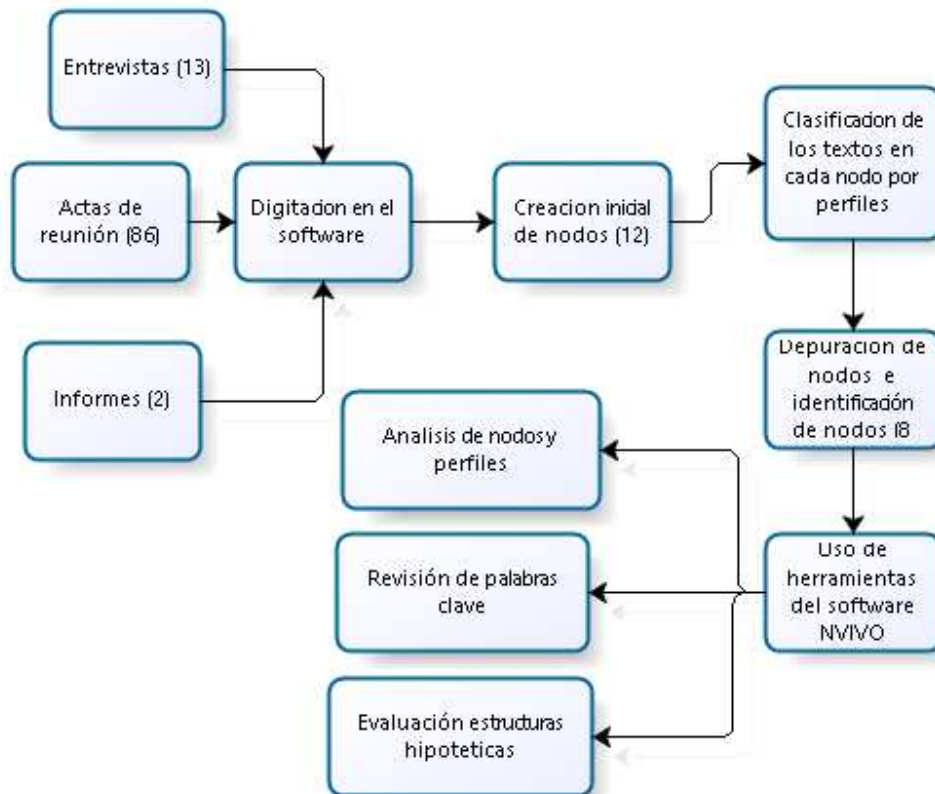 Entrevistas (13)
Actas de
reunión (86)
Informes (2)
Digitacion en el
software
Creacion inicial
de nodos (12)
Clasificacion de
los textos en
cada nodo por
perfiles
Depuracion de
nodos e
identificación
de nodos (8
Uso de
herramientas
del software
NVIVO
Analisis de nodos y
perfiles
Revisión de palabras
clave
Evaluación estructuras
hipoteticas